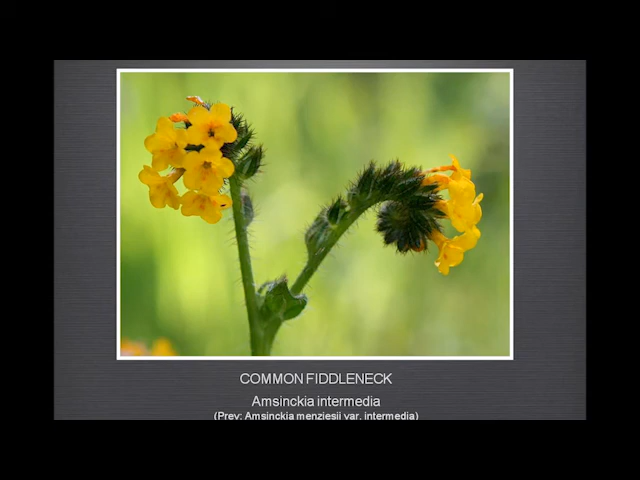 COMMON FIDDLENECK
Amsinckia intermedia
(Prev: Amsinckia menziesii var. intermedia)